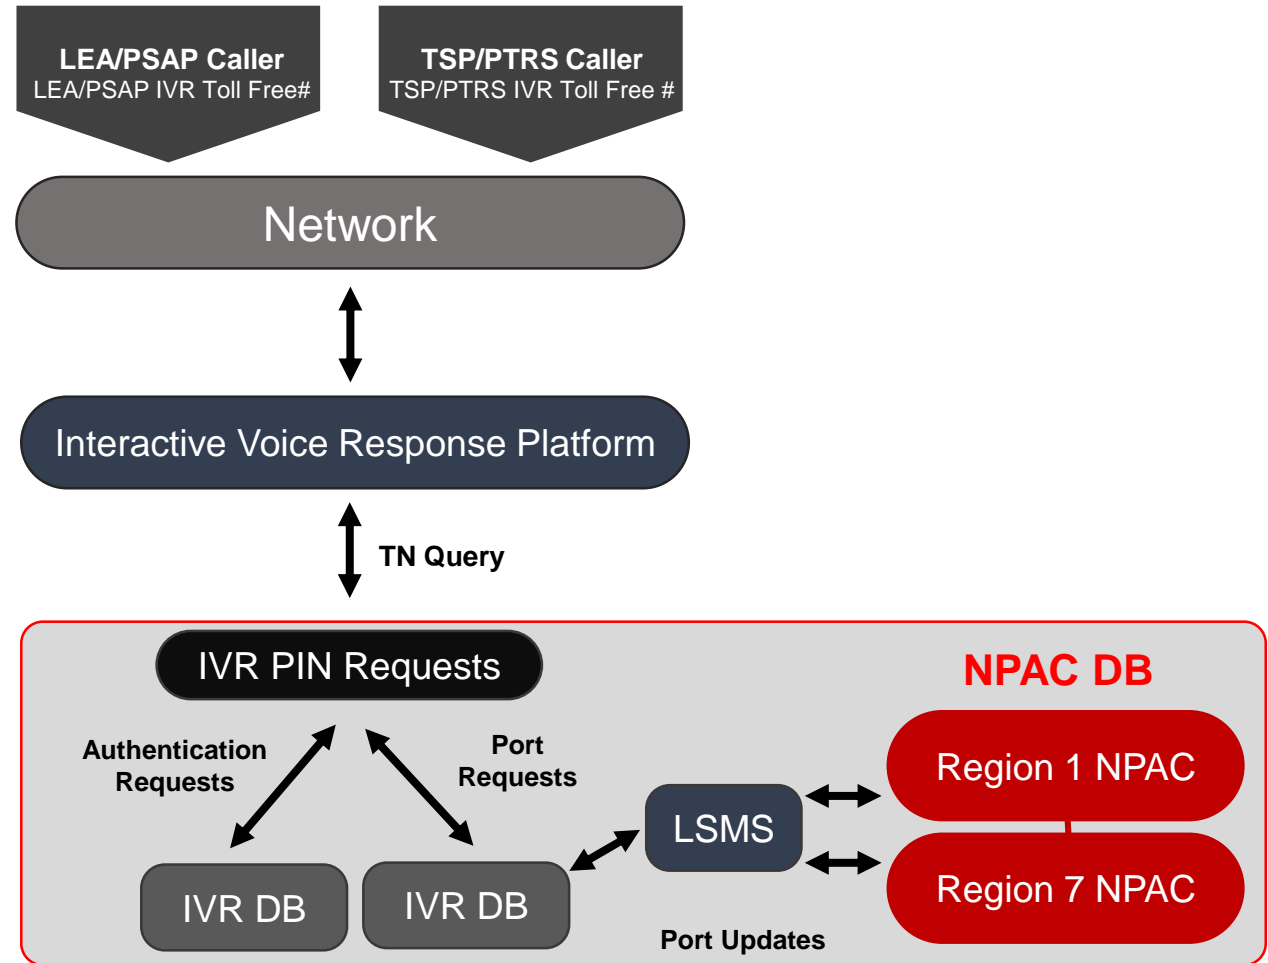 LEA/PSAP Caller
LEA/PSAP IVR Toll Free#
TSP/PTRS Caller
TSP/PTRS IVR Toll Free #
Network
Interactive Voice Response Platform
TN Query
IVR PIN Requests
NPAC DB
Authentication
Requests
Port
Requests
Region 1 NPAC
LSMS
Region 7 NPAC
IVR DB
IVR DB
Port Updates